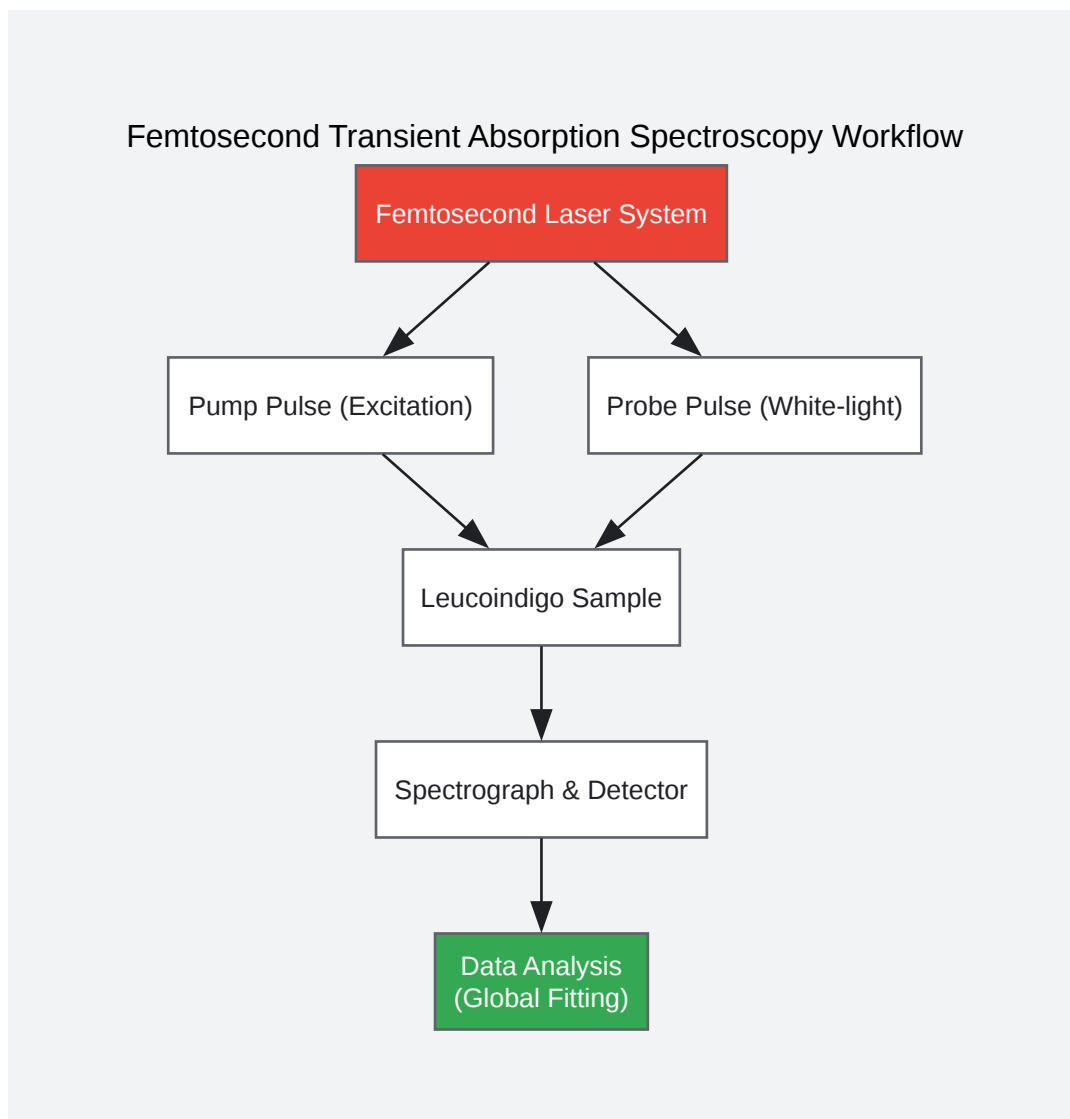 Femtosecond Transient Absorption Spectroscopy Workflow
Femtosecond Laser System
Pump Pulse (Excitation)
Probe Pulse (White-light)
Leucoindigo Sample
Spectrograph & Detector
Data Analysis
(Global Fitting)